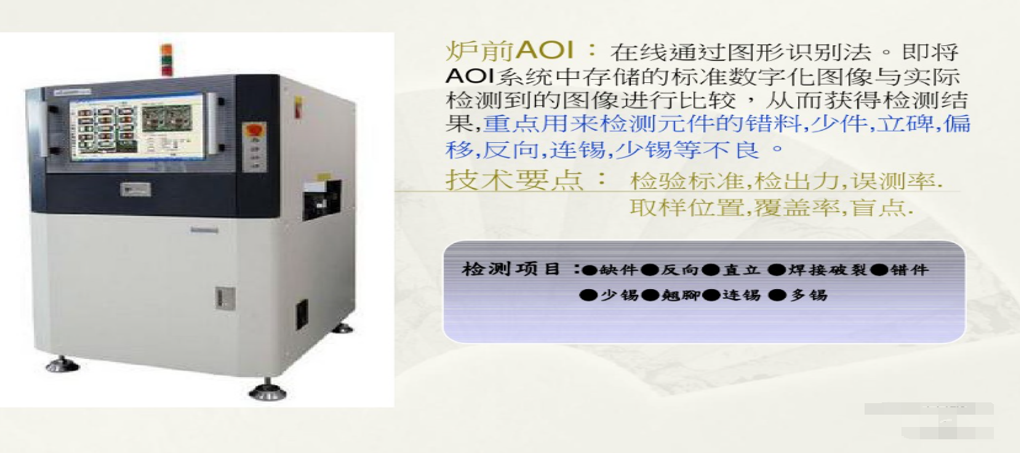 炉前AOI：在线通过图形识别法。即将
AOI系统中存储的标准数字化图像与实际
检测到的图像进行比较，从而获得检测结
果,重点用来检测元件的错料,少件,立碑,偏
移,反向,连锡,少锡等不良。
技术要点： 检验标准,检出力,误测率.
取样位置,覆盖率,盲点.
检测项目:●缺件●反向●直立 ●焊接破裂●错件
●少锡●翘腳●连锡 ●多锡